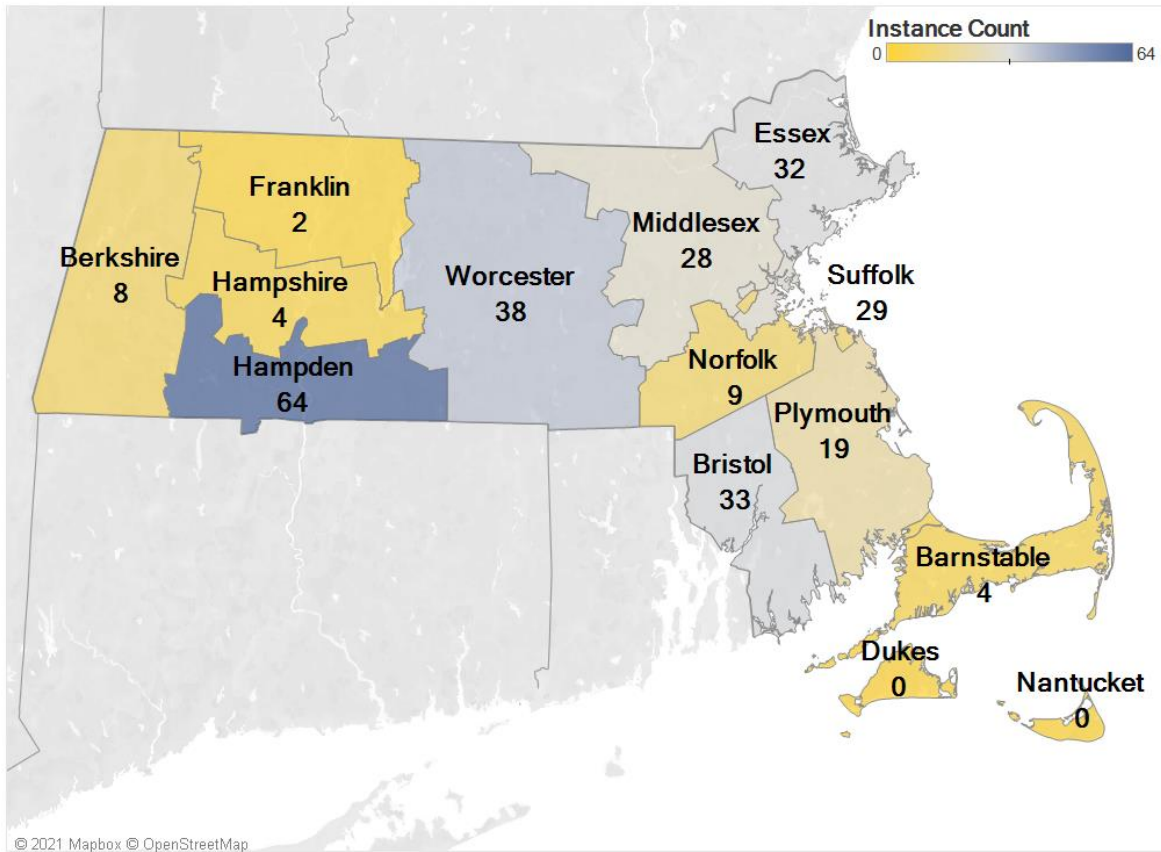 Instance Count
0 64
Essex
32
Franklin
2
Middlesex
28
Berkshire
8
Hampshire
4
Worcester
38
Suffolk
29
Hampden
64
Norfolk
9
Plymouth
19
Bristol
33
Barnstable
4
Dukes
0
Nantucket
0
© 2021 Mapbox © OpenStreetMap